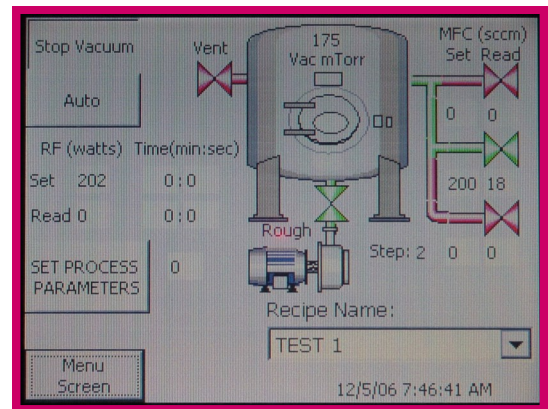 Stop Vacuum
Vent
175
Vac mTorr
MFC (sccm)
Set Read
Auto
0 0
RF (watts) Time(min:sec)
Set 202 0:0
200 18
Read 0 0:0
Rough
Step: 2 0 0
SET PROCESS
PARAMETERS
0
Recipe Name:
TEST 1
Menu
Screen
12/5/06 7:46:41 AM